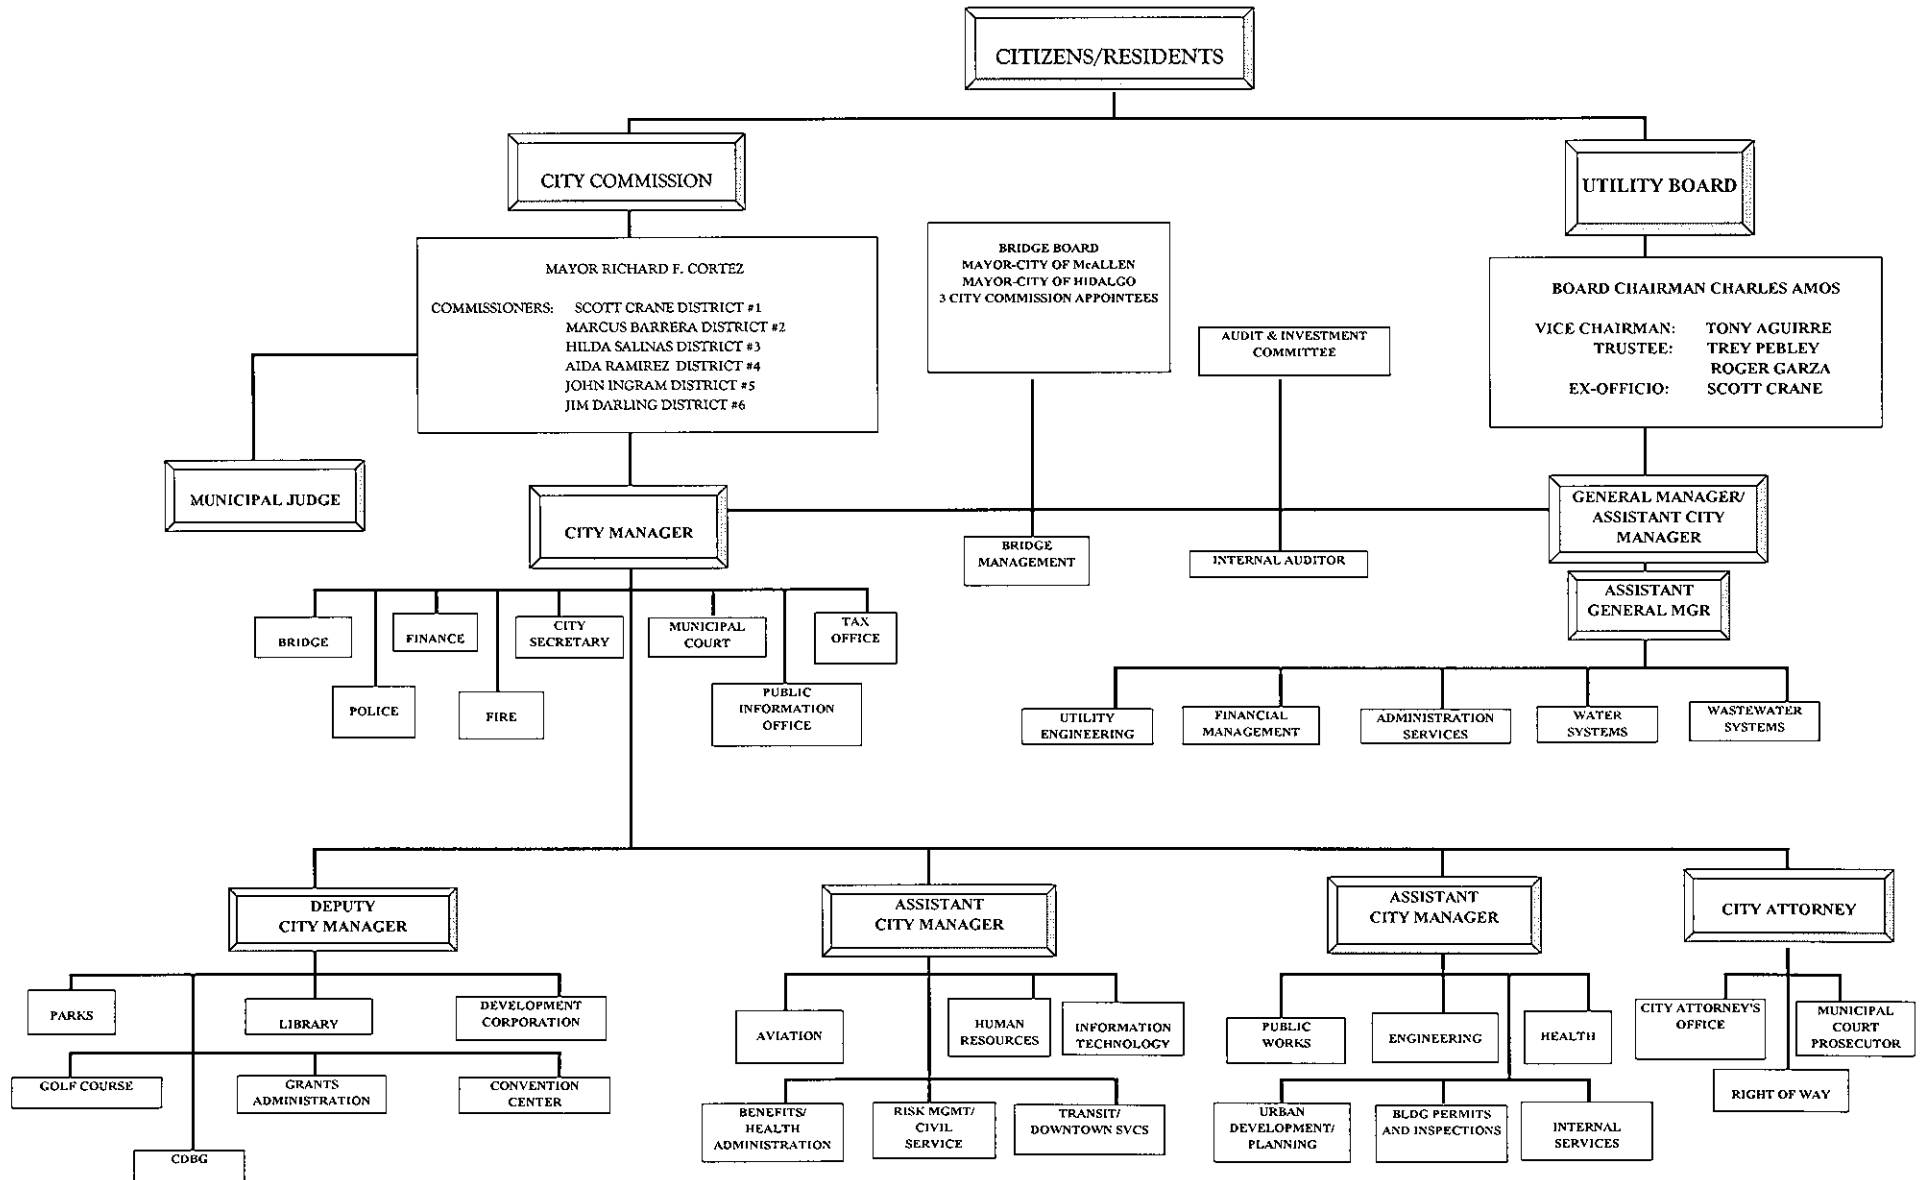 CITIZENS/RESIDENTS
CITY COMMISSION
UTILITY BOARD
MAYOR RICHARD F. CORTEZ
COMMISSIONERS: SCOTT CRANE DISTRICT #1
MARCUS BARRERA DISTRICT #2
HILDA SALINAS DISTRICT #3
AIDA RAMIREZ DISTRICT #4
JOHN INGRAM DISTRICT #5
JIM DARLING DISTRICT #6
BRIDGE BOARD
MAYOR-CITY OF McALLEN
MAYOR-CITY OF HIDALGO
3 CITY COMMISSION APPOINTEES
AUDIT & INVESTMENT
COMMITTEE
BOARD CHAIRMAN CHARLES AMOS
VICE CHAIRMAN: TONY AGUIRRE
TRUSTEE: TREY PEBLEY
ROGER GARZA
EX-OFFICIO: SCOTT CRANE
MUNICIPAL JUDGE
CITY MANAGER
BRIDGE
MANAGEMENT
INTERNAL AUDITOR
GENERAL MANAGER/
ASSISTANT CITY
MANAGER
ASSISTANT
GENERAL MGR
BRIDGE
FINANCE
CITY
SECRETARY
MUNICIPAL
COURT
TAX
OFFICE
POLICE
FIRE
PUBLIC
INFORMATION
OFFICE
UTILITY
ENGINEERING
FINANCIAL
MANAGEMENT
ADMINISTRATION
SERVICES
WATER
SYSTEMS
WASTEWATER
SYSTEMS
DEPUTY
CITY MANAGER
ASSISTANT
CITY MANAGER
ASSISTANT
CITY MANAGER
CITY ATTORNEY
PARKS
LIBRARY
DEVELOPMENT
CORPORATION
GOLF COURSE
GRANTS
ADMINISTRATION
CONVENTION
CENTER
CDBG
AVIATION
HUMAN
RESOURCES
INFORMATION
TECHNOLOGY
BENEFITS/
HEALTH
ADMINISTRATION
RISK MGMT/
CIVIL
SERVICE
TRANSIT/
DOWNTOWN SVCS
PUBLIC
WORKS
ENGINEERING
HEALTH
URBAN
DEVELOPMENT/
PLANNING
BLDG PERMITS
AND INSPECTIONS
INTERNAL
SERVICES
CITY ATTORNEY'S
OFFICE
MUNICIPAL
COURT
PROSECUTOR
RIGHT OF WAY